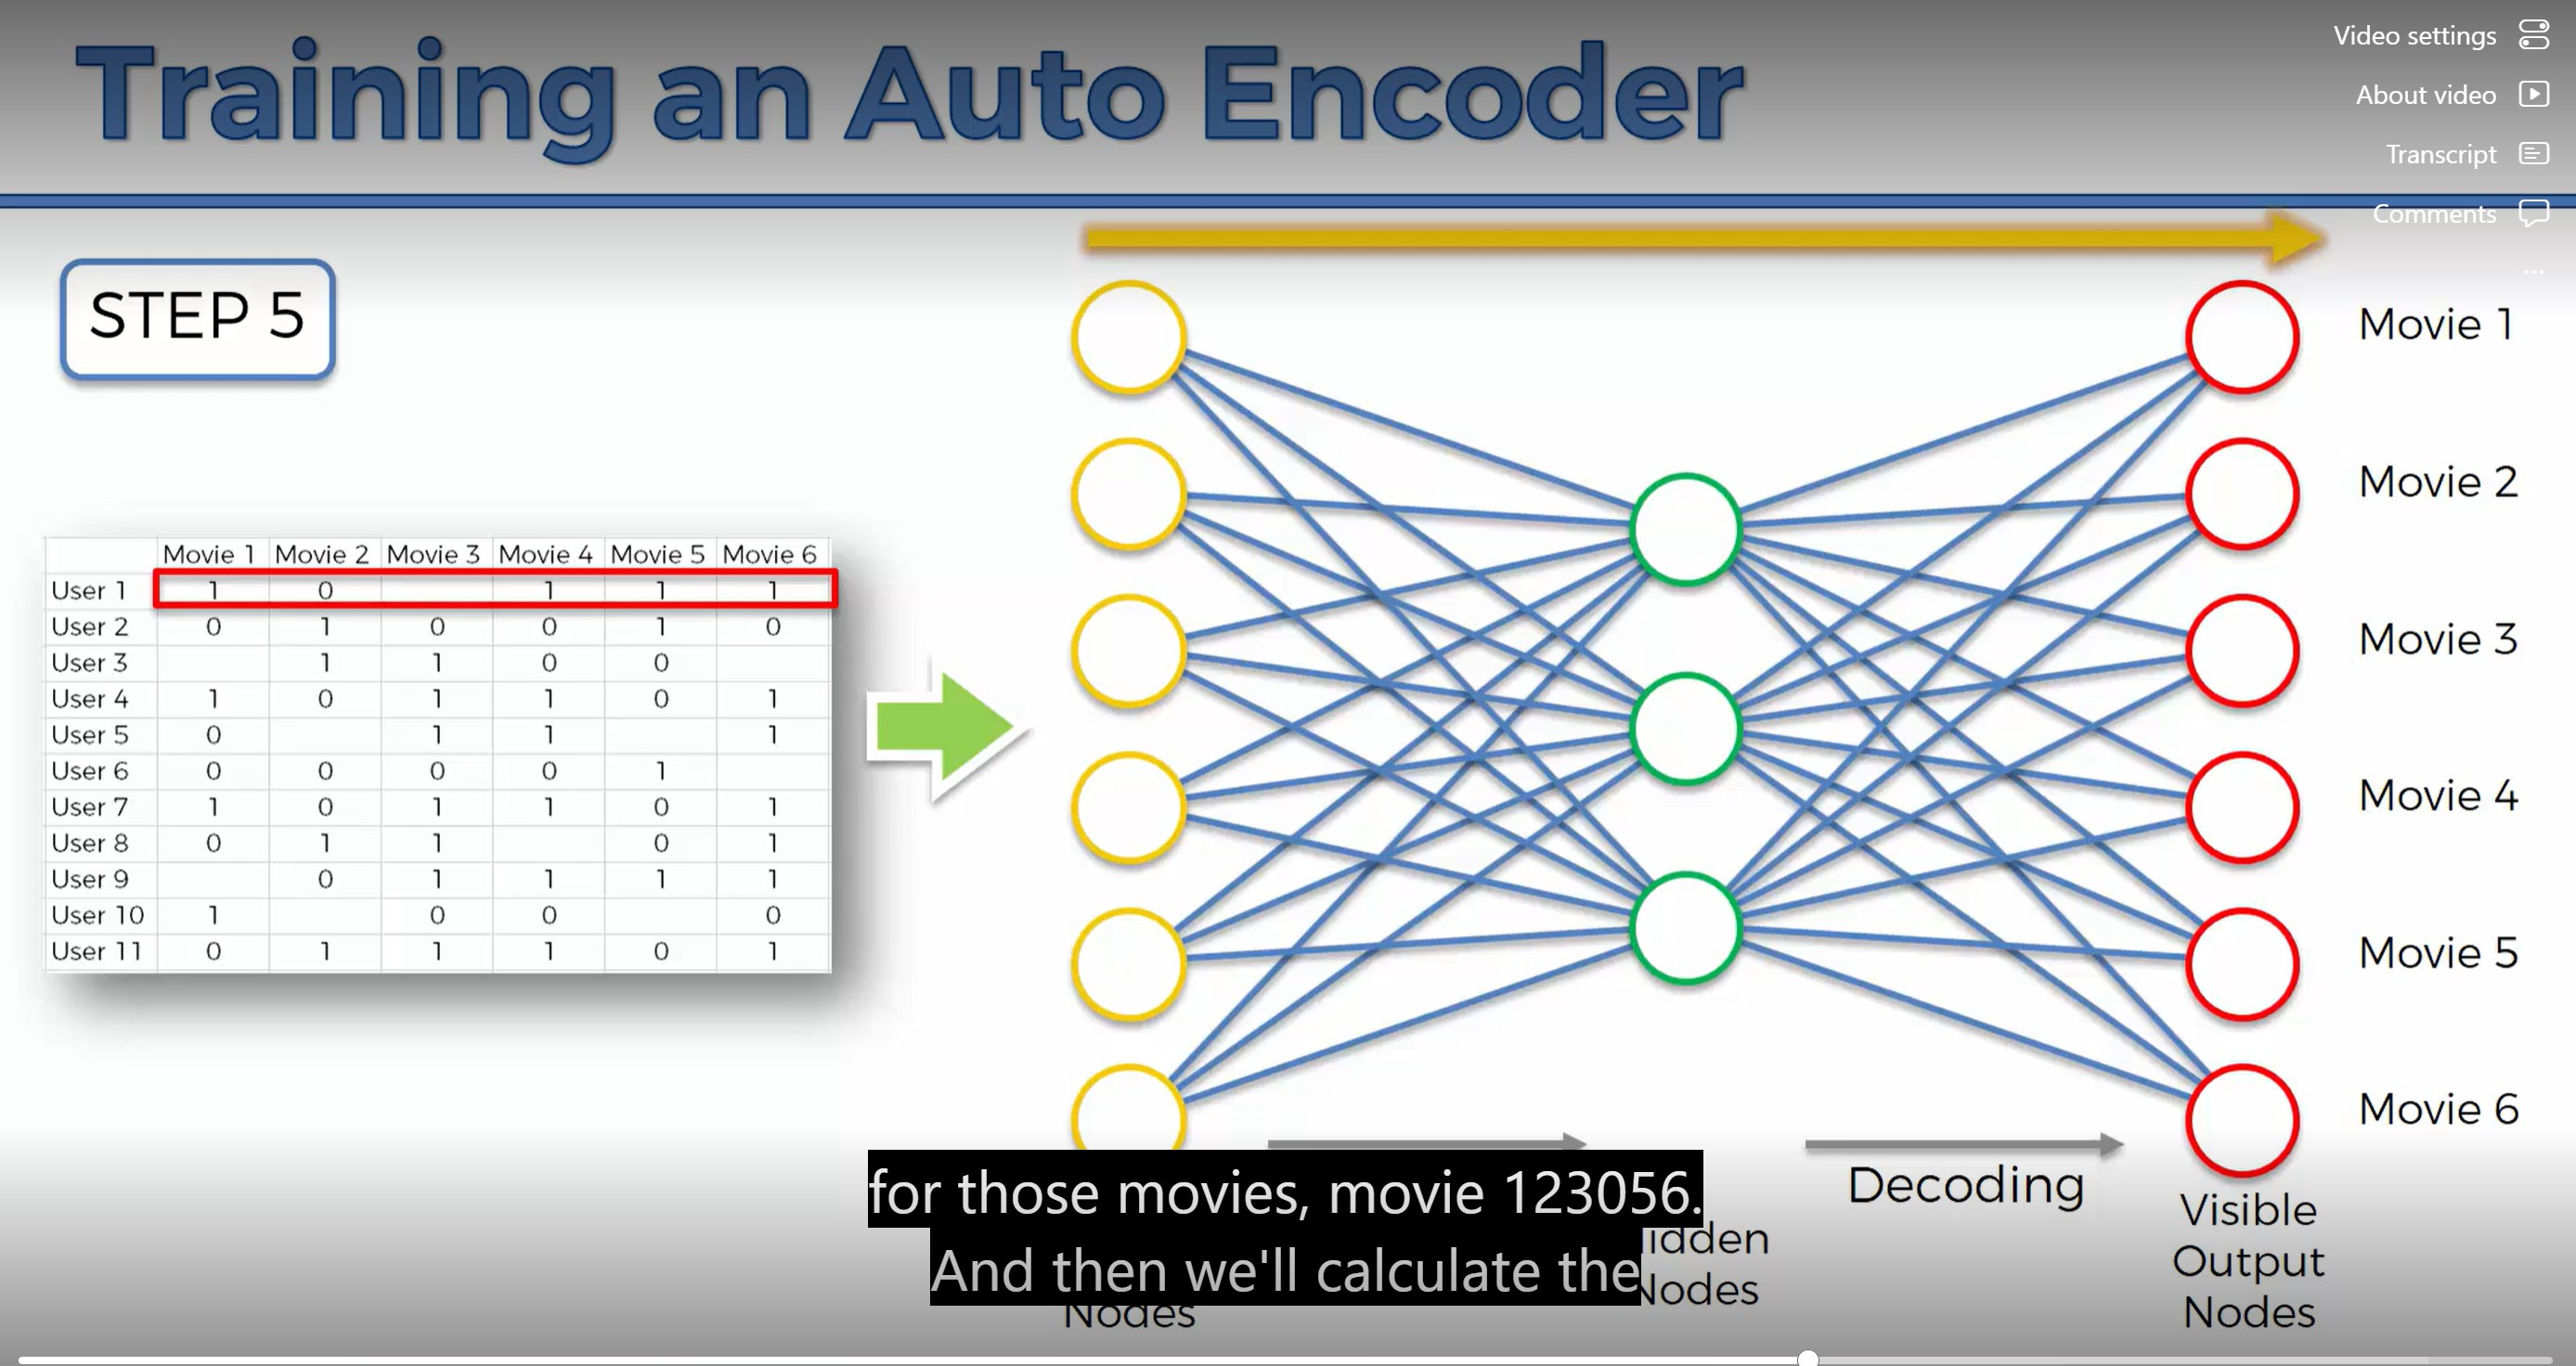 Training an Auto Encoder
Video settings
About video
Transcript
Comments
STEP 5
Movie 1 Movie 2 Movie 3 Movie 4 Movie 5 Movie 6
User 1 1 0 1 1 1
User 2 0 1 0 0 1 0
User 3 1 1 0 0
User 4 1 0 1 1 0 1
User 5 0 1 1 1
User 6 0 0 0 0 1
User 7 1 0 1 1 0 1
User 8 0 1 1 0 1
User 9 0 1 1 1 1
User 10 1 0 0 0
User 11 0 1 1 1 0 1
Movie 1
Movie 2
Movie 3
Movie 4
Movie 5
Movie 6
Decoding
Visible
Output
Nodes
Nodes
for those movies, movie 123056.
And then we'll calculate the